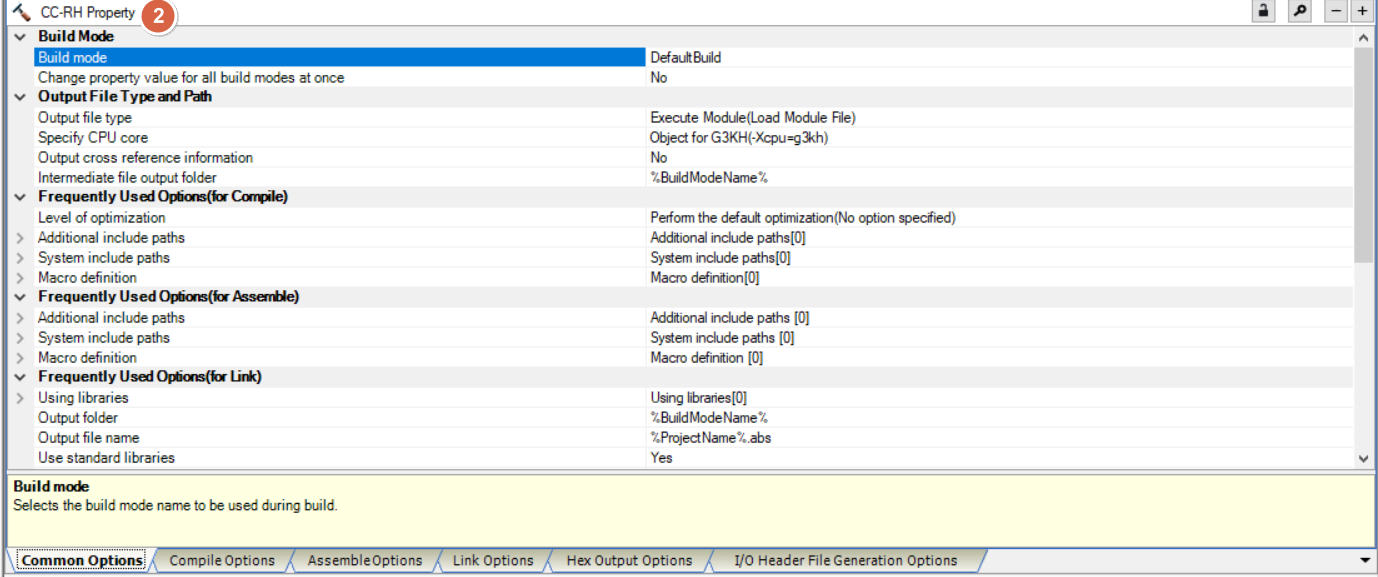 CC-RH Property 2
Build Mode
Build mode DefaultBuild
Change property value for all build modes at once No
Output File Type and Path
Output file type Execute Module(Load Module File)
Specify CPU core Object for G3KH(-Xcpu=g3kh)
Output cross reference information No
Intermediate file output folder %BuildModeName%
Frequently Used Options(for Compile)
Level of optimization Perform the default optimization(No option specified)
Additional include paths Additional include paths[0]
System include paths System include paths[0]
Macro definition Macro definition[0]
Frequently Used Options(for Assemble)
Additional include paths Additional include paths [0]
System include paths System include paths [0]
Macro definition Macro definition [0]
Frequently Used Options(for Link)
Using libraries Using libraries[0]
Output folder %BuildModeName%
Output file name %ProjectName%.abs
Use standard libraries Yes
Build mode
Selects the build mode name to be used during build.
Common Options Compile Options Assemble Options Link Options Hex Output Options I/O Header File Generation Options